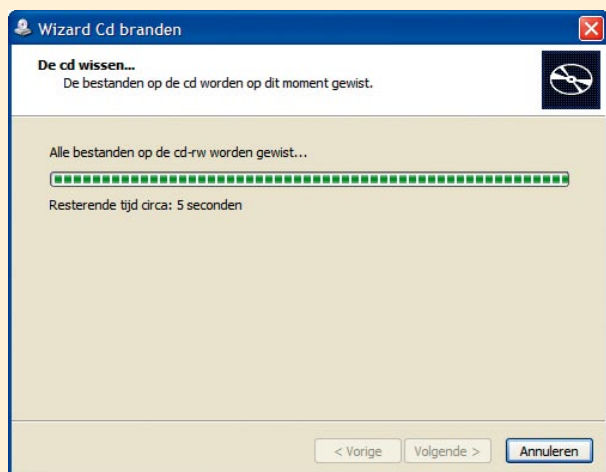 Wizard Cd branden
De cd wissen...
De bestanden op de cd worden op dit moment gewist.
Alle bestanden op de cd-rw worden gewist...
Resterende tijd circa: 5 seconden
< Vorige
Volgende >
Annuleren